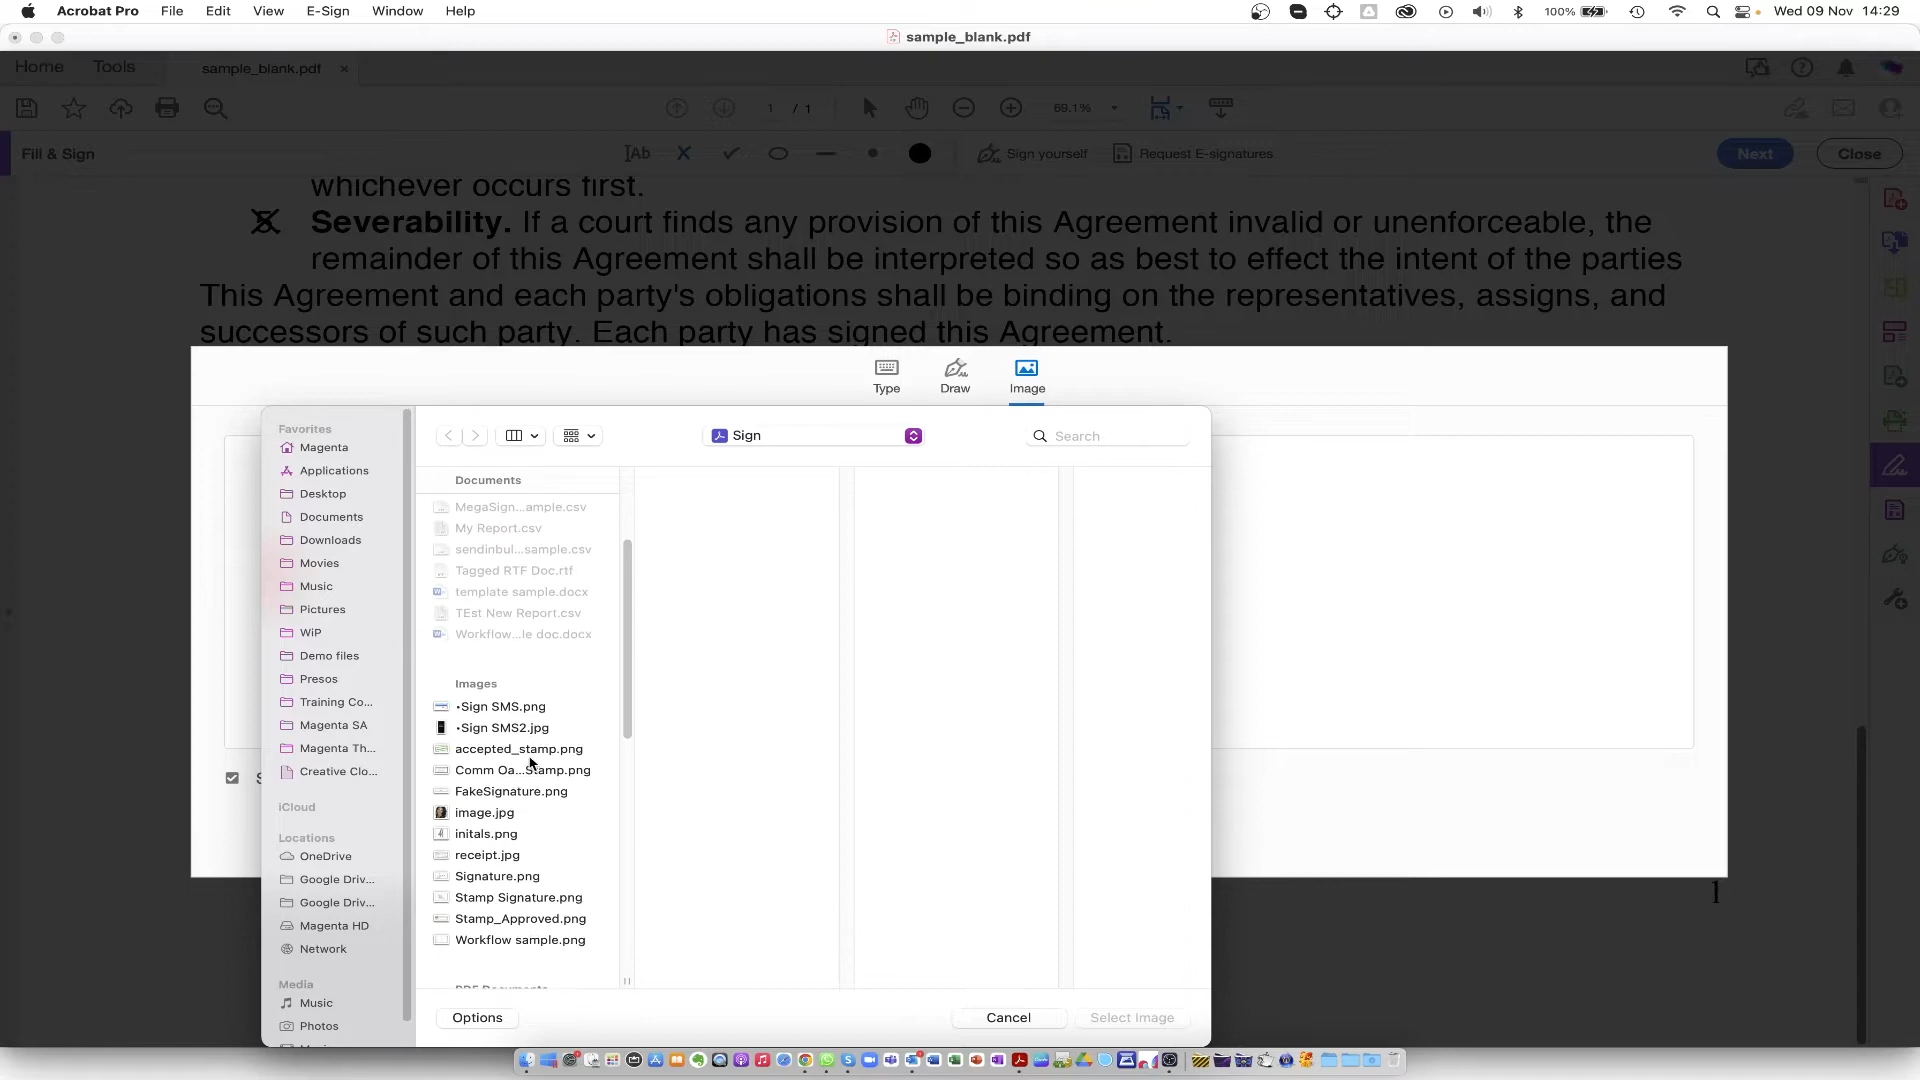 Acrobat Pro File Edit View E-Sign Window Help 100% Wed 09 Nov 14:29
sample_blank.pdf
Home Tools sample_blank.pdf ×
1 / 1 69.1%
Fill & Sign Ab Sign yourself Request E-signatures Next Close
whichever occurs first.
5 Severability. If a court finds any provision of this Agreement invalid or unenforceable, the
remainder of this Agreement shall be interpreted so as best to effect the intent of the parties
This Agreement and each party's obligations shall be binding on the representatives, assigns, and
successors of such party. Each party has signed this Agreement.
Type Draw Image
Favorites
Magenta
Applications
Desktop
Documents
Downloads
Movies
Music
Pictures
WiP
Demo files
Presos
Training Co...
Magenta SA
Magenta Th...
Creative Clo...
iCloud
Locations
OneDrive
Google Driv...
Google Driv...
Magenta HD
Network
Media
Music
Photos
Sign
Search
Documents
MegaSign...ample.csv
My Report.csv
sendinbul...sample.csv
Tagged RTF Doc.rtf
template sample.docx
TEst New Report.csv
Workflow...le doc.docx
Images
•Sign SMS.png
•Sign SMS2.jpg
accepted_stamp.png
Comm Oa...Stamp.png
FakeSignature.png
image.jpg
initals.png
receipt.jpg
Signature.png
Stamp Signature.png
Stamp_Approved.png
Workflow sample.png
PDF Documents
Options Cancel Select Image
1